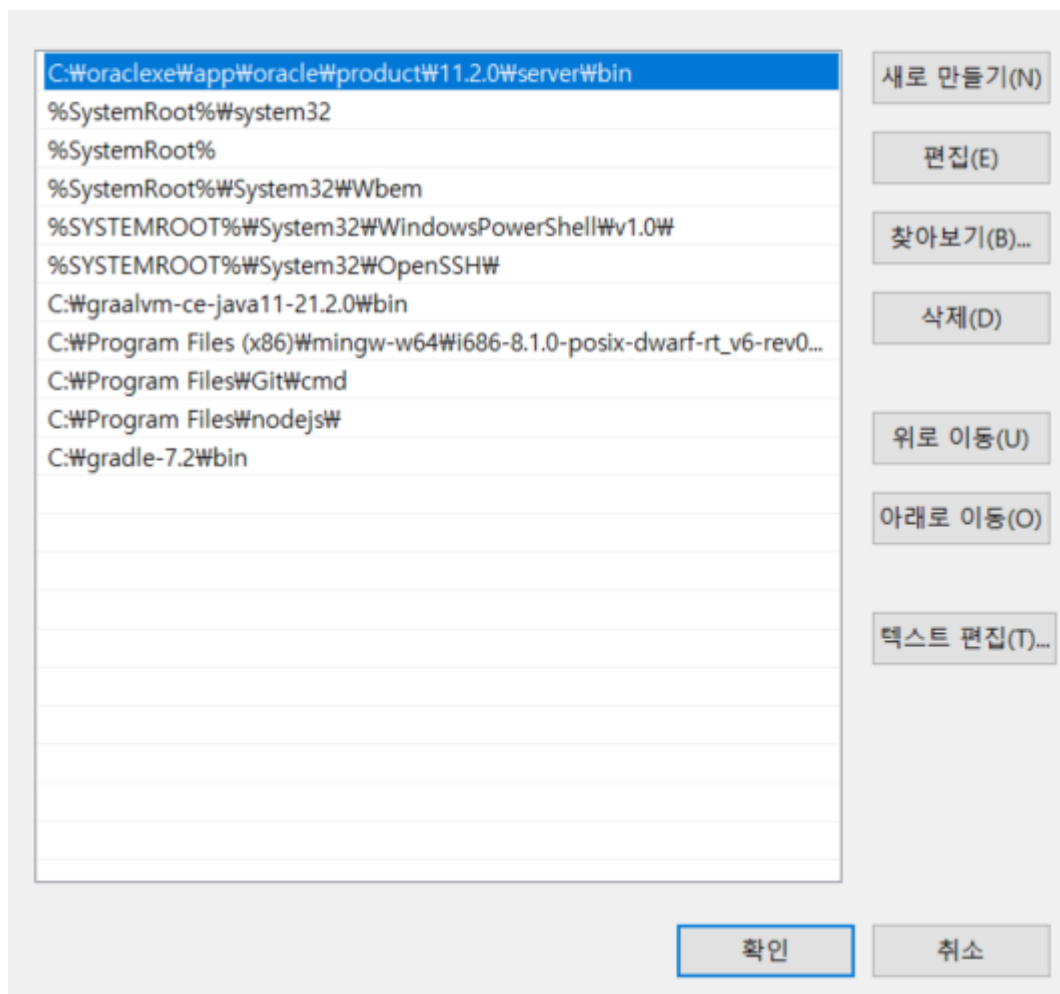 C:₩oraclexe₩app₩oracle₩product₩11.2.0₩server₩bin
%SystemRoot%₩system32
%SystemRoot%
%SystemRoot%₩System32₩Wbem
%SYSTEMROOT%₩System32₩WindowsPowerShell₩v1.0₩
%SYSTEMROOT%₩System32₩OpenSSH₩
C:₩graalvm-ce-java11-21.2.0₩bin
C:₩Program Files (x86)₩mingw-w64₩i686-8.1.0-posix-dwarf-rt_v6-rev0...
C:₩Program Files₩Git₩cmd
C:₩Program Files₩nodejs₩
C:₩gradle-7.2₩bin
새로 만들기(N)
편집(E)
찾아보기(B)...
삭제(D)
위로 이동(U)
아래로 이동(O)
텍스트 편집(T)...
확인
취소